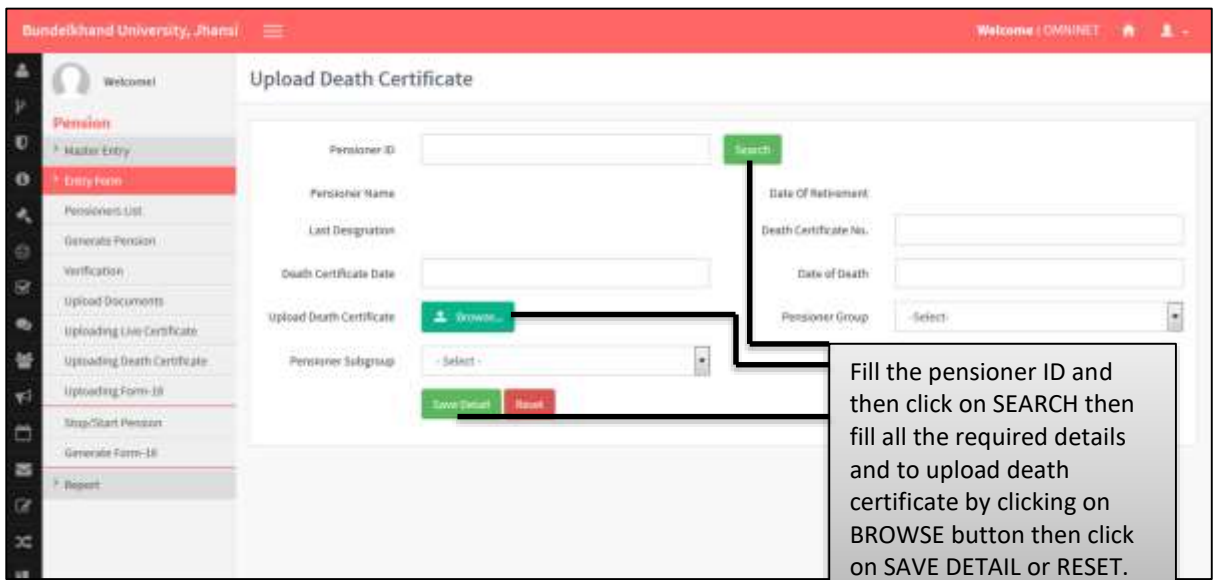 Bundelkhand University, Jhansi
Welcome : OMNINET
Welcome!
Upload Death Certificate
Pension
Master Entry
Entry Form
Pensioners List
Generate Pension
Verification
Upload Documents
Uploading Live Certificate
Uploading Death Certificate
Uploading Form-18
Stop/Start Pension
Generate Form-18
Report
Pensioner ID
Search
Pensioner Name
Date Of Retirement
Last Designation
Death Certificate No.
Death Certificate Date
Date of Death
Upload Death Certificate
Browse...
Pensioner Group
-Select-
Pensioner Subgroup
- Select -
Save Detail
Reset
Fill the pensioner ID and
then click on SEARCH then
fill all the required details
and to upload death
certificate by clicking on
BROWSE button then click
on SAVE DETAIL or RESET.